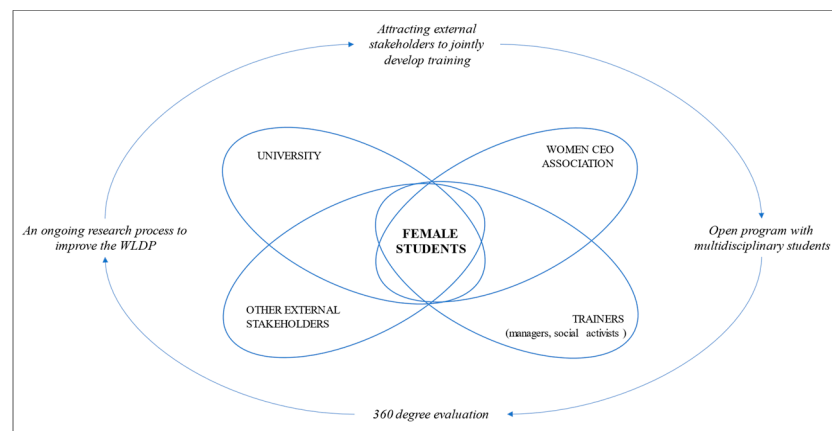 Attracting external
stakeholders to jointly
develop training
UNIVERSITY
WOMEN CEO
ASSOCIATION
An ongoing research process to
improve the WLDP
FEMALE
STUDENTS
Open program with
multidisciplinary students
OTHER EXTERNAL
STAKEHOLDERS
TRAINERS
(managers, social activists )
360 degree evaluation